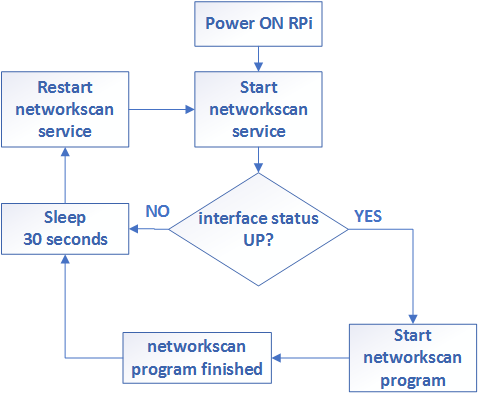 Power ON RPi
Restart
networkscan
service
Start
networkscan
service
Sleep
30 seconds
NO
interface status
UP?
YES
networkscan
program finished
Start
networkscan
program